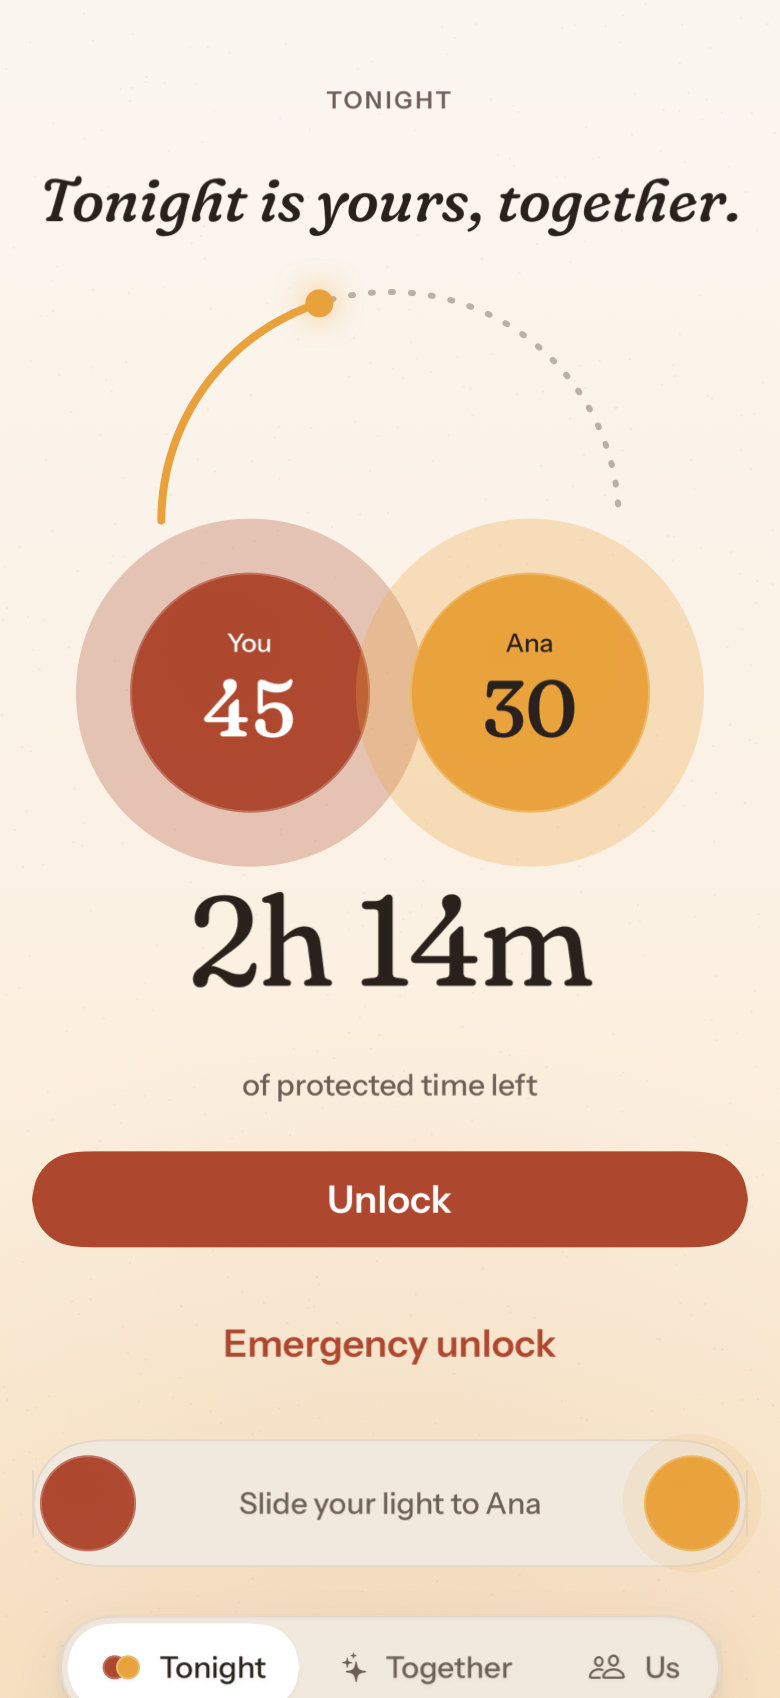 TONIGHT
Tonight is yours, together.
You
45
Ana
30
2h 14m
of protected time left
Unlock
Emergency unlock
Slide your light to Ana
Tonight
Together
Us